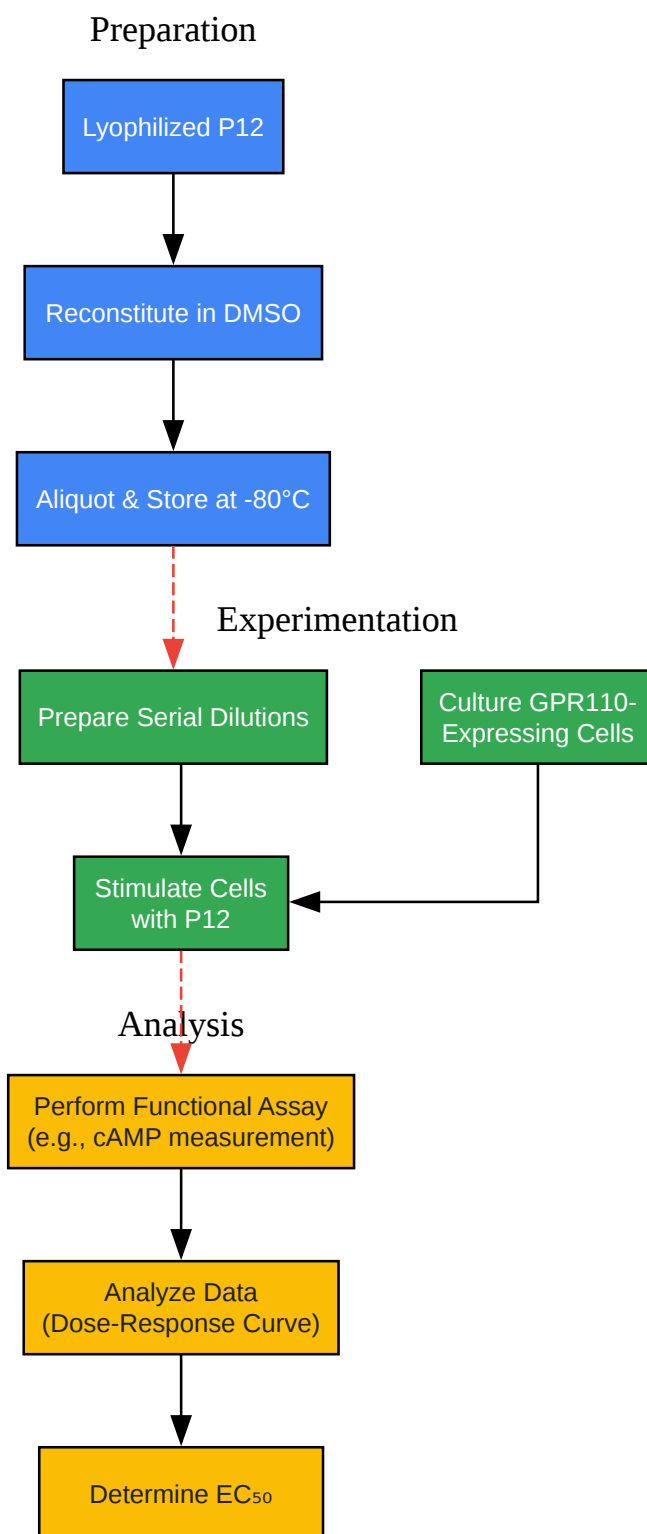 Preparation
Lyophilized P12
Reconstitute in DMSO
Aliquot & Store at -80°C
Experimentation
Prepare Serial Dilutions
Culture GPR110-
Expressing Cells
Stimulate Cells
with P12
Analysis
Perform Functional Assay
(e.g., cAMP measurement)
Analyze Data
(Dose-Response Curve)
Determine EC₅₀